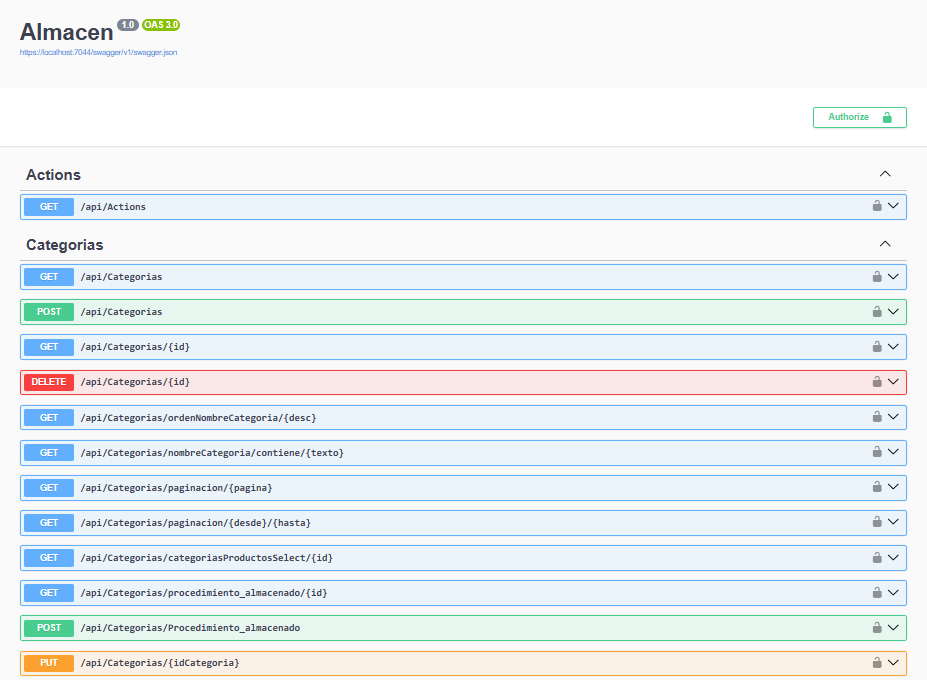 Almacen 1.0 OAS 3.0
https://localhost:7044/swagger/v1/swagger.json
Authorize
Actions
GET /api/Actions
Categorias
GET /api/Categorias
POST /api/Categorias
GET /api/Categorias/{id}
DELETE /api/Categorias/{id}
GET /api/Categorias/ordenNombreCategoria/{desc}
GET /api/Categorias/nombreCategoria/contiene/{texto}
GET /api/Categorias/paginacion/{pagina}
GET /api/Categorias/paginacion/{desde}/{hasta}
GET /api/Categorias/categoriasProductosSelect/{id}
GET /api/Categorias/procedimiento_almacenado/{id}
POST /api/Categorias/Procedimiento_almacenado
PUT /api/Categorias/{idCategoria}